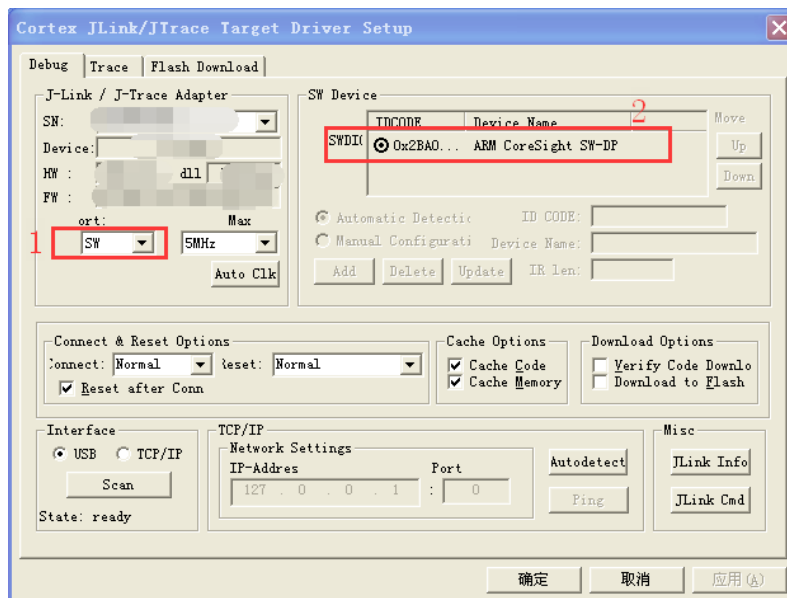 Cortex JLink/JTrace Target Driver Setup
Debug Trace Flash Download
J-Link / J-Trace Adapter
SN:
Device:
HW : dll
FW :
ort: Max
1 SW 5MHz
Auto Clk
SW Device
2
IDCODE Device Name Move
SWDI( 0x2BA0... ARM CoreSight SW-DP Up
Down
Automatic Detectic ID CODE:
Manual Configurati Device Name:
Add Delete Update IR len:
Connect & Reset Options
onnect: Normal eset: Normal
Reset after Conn
Cache Options
Cache Code
Cache Memory
Download Options
Verify Code Downlo
Download to Flash
Interface
USB TCP/IP
Scan
State: ready
TCP/IP
Network Settings
IP-Addres Port
127 . 0 . 0 . 1 : 0
Autodetect
Ping
Misc
JLink Info
JLink Cmd
确定 取消 应用(A)